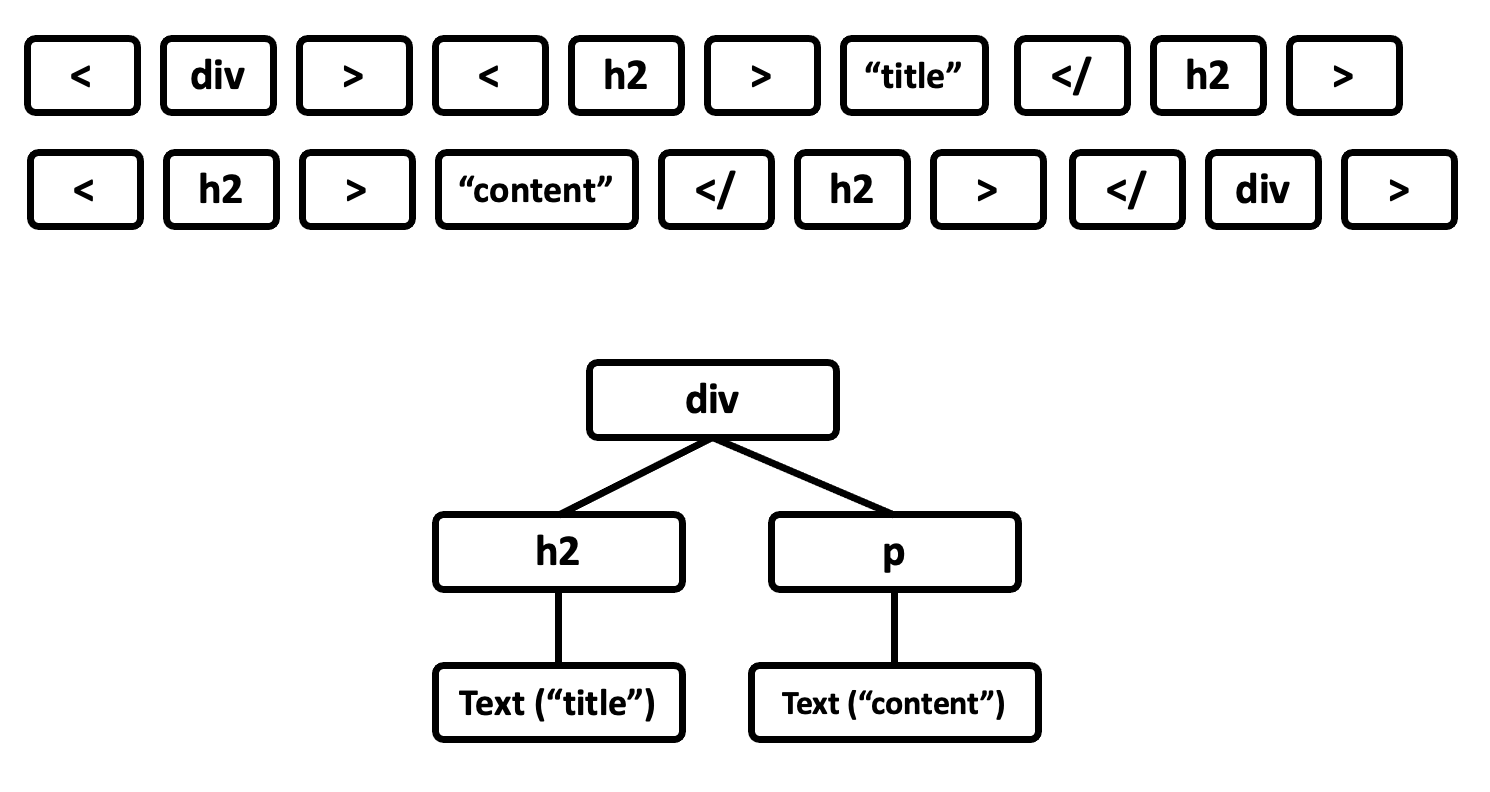 < div > < h2 > “title” </ h2 >
< h2 > “content” </ h2 > </ div >
div
h2 p
Text (“title”) Text (“content”)